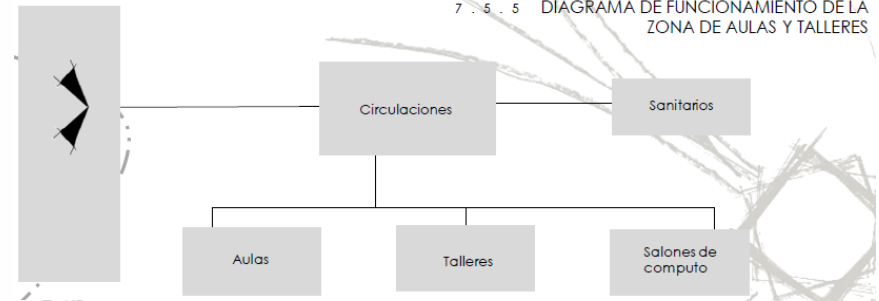 7 . 5 . 5 DIAGRAMA DE FUNCIONAMIENTO DE LA
ZONA DE AULAS Y TALLERES
Circulaciones
Sanitarios
Aulas
Talleres
Salones de
computo